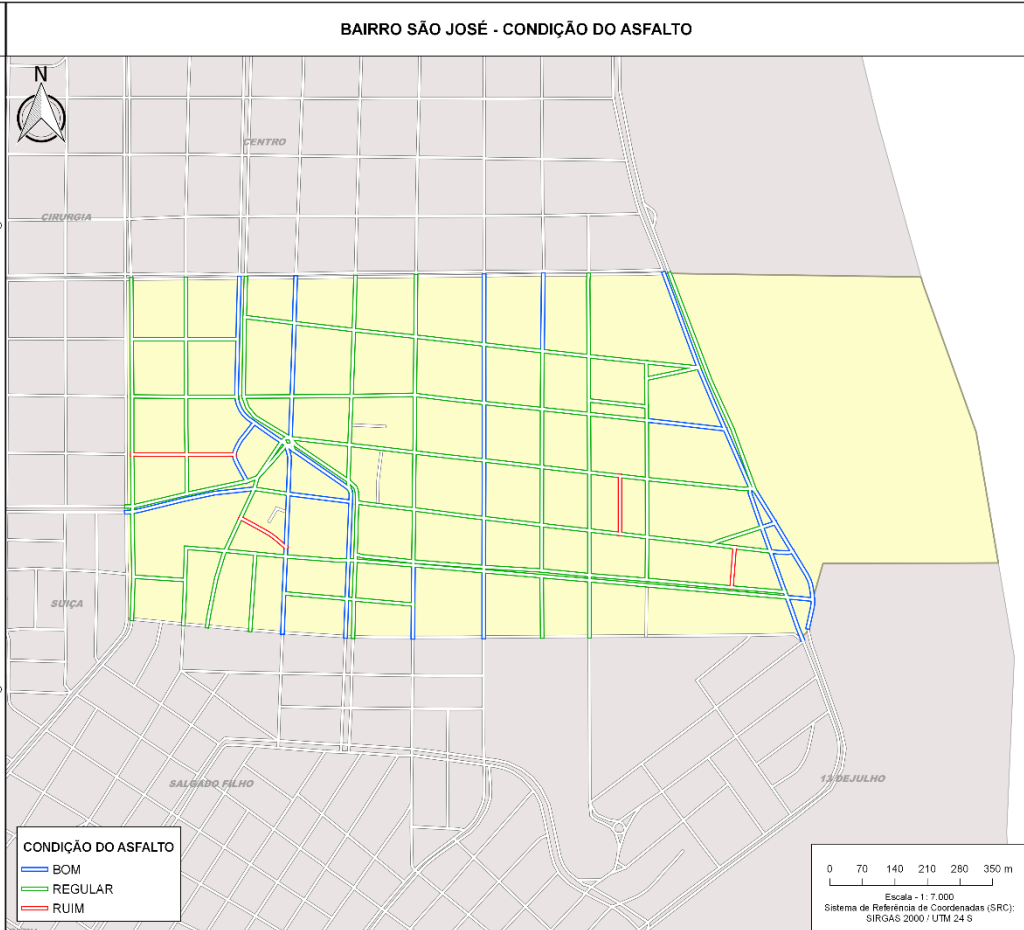 BAIRRO SÃO JOSÉ - CONDIÇÃO DO ASFALTO
N
CENTRO
CIRURGIA
SUIÇA
SALGADO FILHO
13 DEJULHO
CONDIÇÃO DO ASFALTO
BOM
REGULAR
RUIM
0 70 140 210 280 350 m
Escala - 1: 7.000
Sistema de Referência de Coordenadas (SRC):
SIRGAS 2000 / UTM 24 S